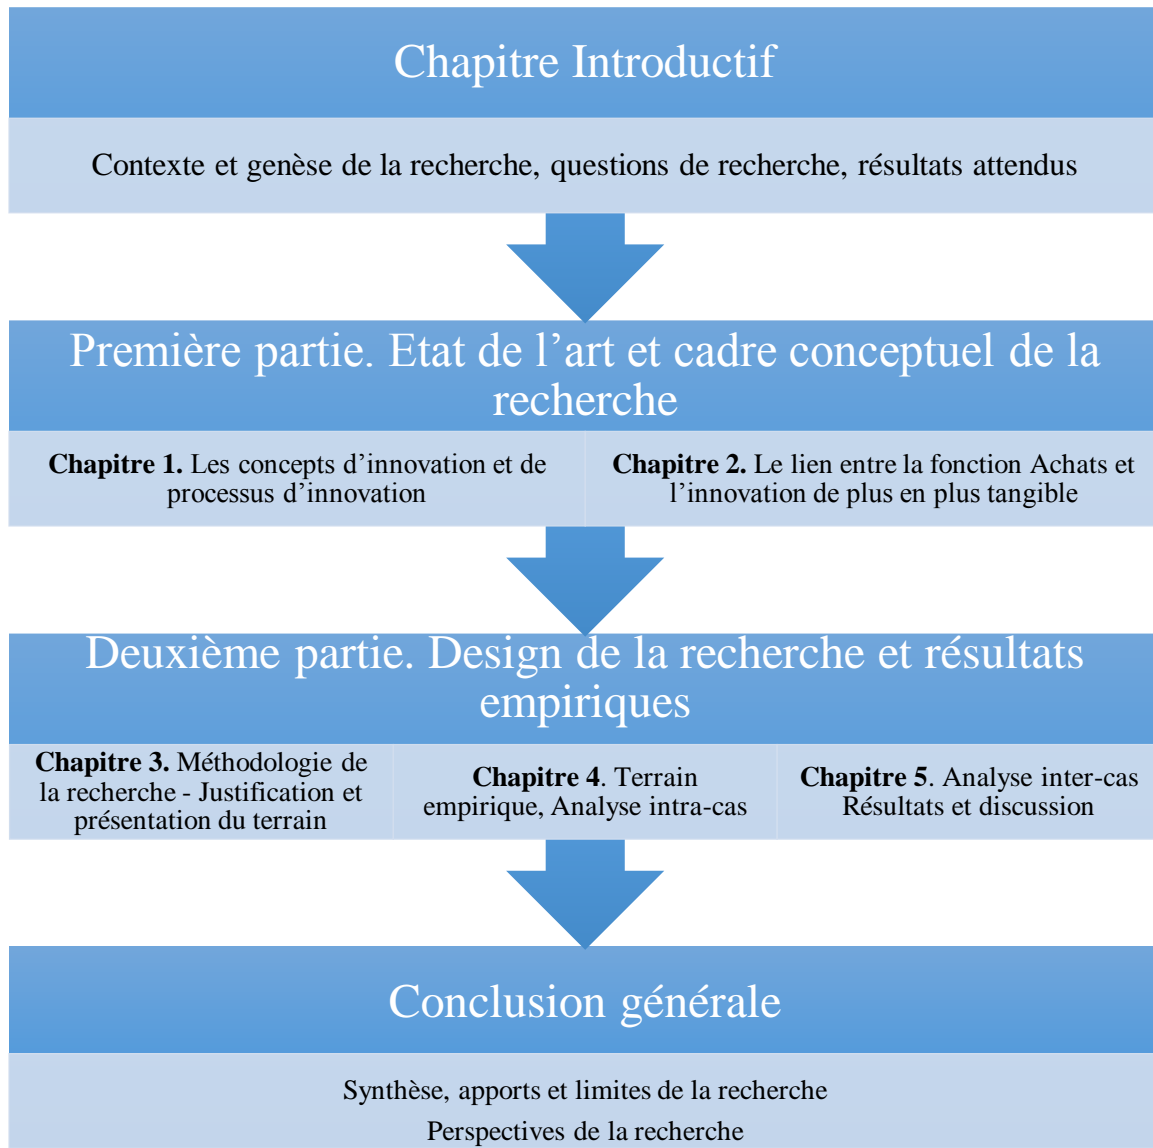 Chapitre Introductif
Contexte et genèse de la recherche, questions de recherche, résultats attendus
Première partie. Etat de l’art et cadre conceptuel de la
recherche
Chapitre 1. Les concepts d’innovation et de
processus d’innovation
Chapitre 2. Le lien entre la fonction Achats et
l’innovation de plus en plus tangible
Deuxième partie. Design de la recherche et résultats
empiriques
Chapitre 3. Méthodologie de
la recherche - Justification et
présentation du terrain
Chapitre 4. Terrain
empirique, Analyse intra-cas
Chapitre 5. Analyse inter-cas
Résultats et discussion
Conclusion générale
Synthèse, apports et limites de la recherche
Perspectives de la recherche